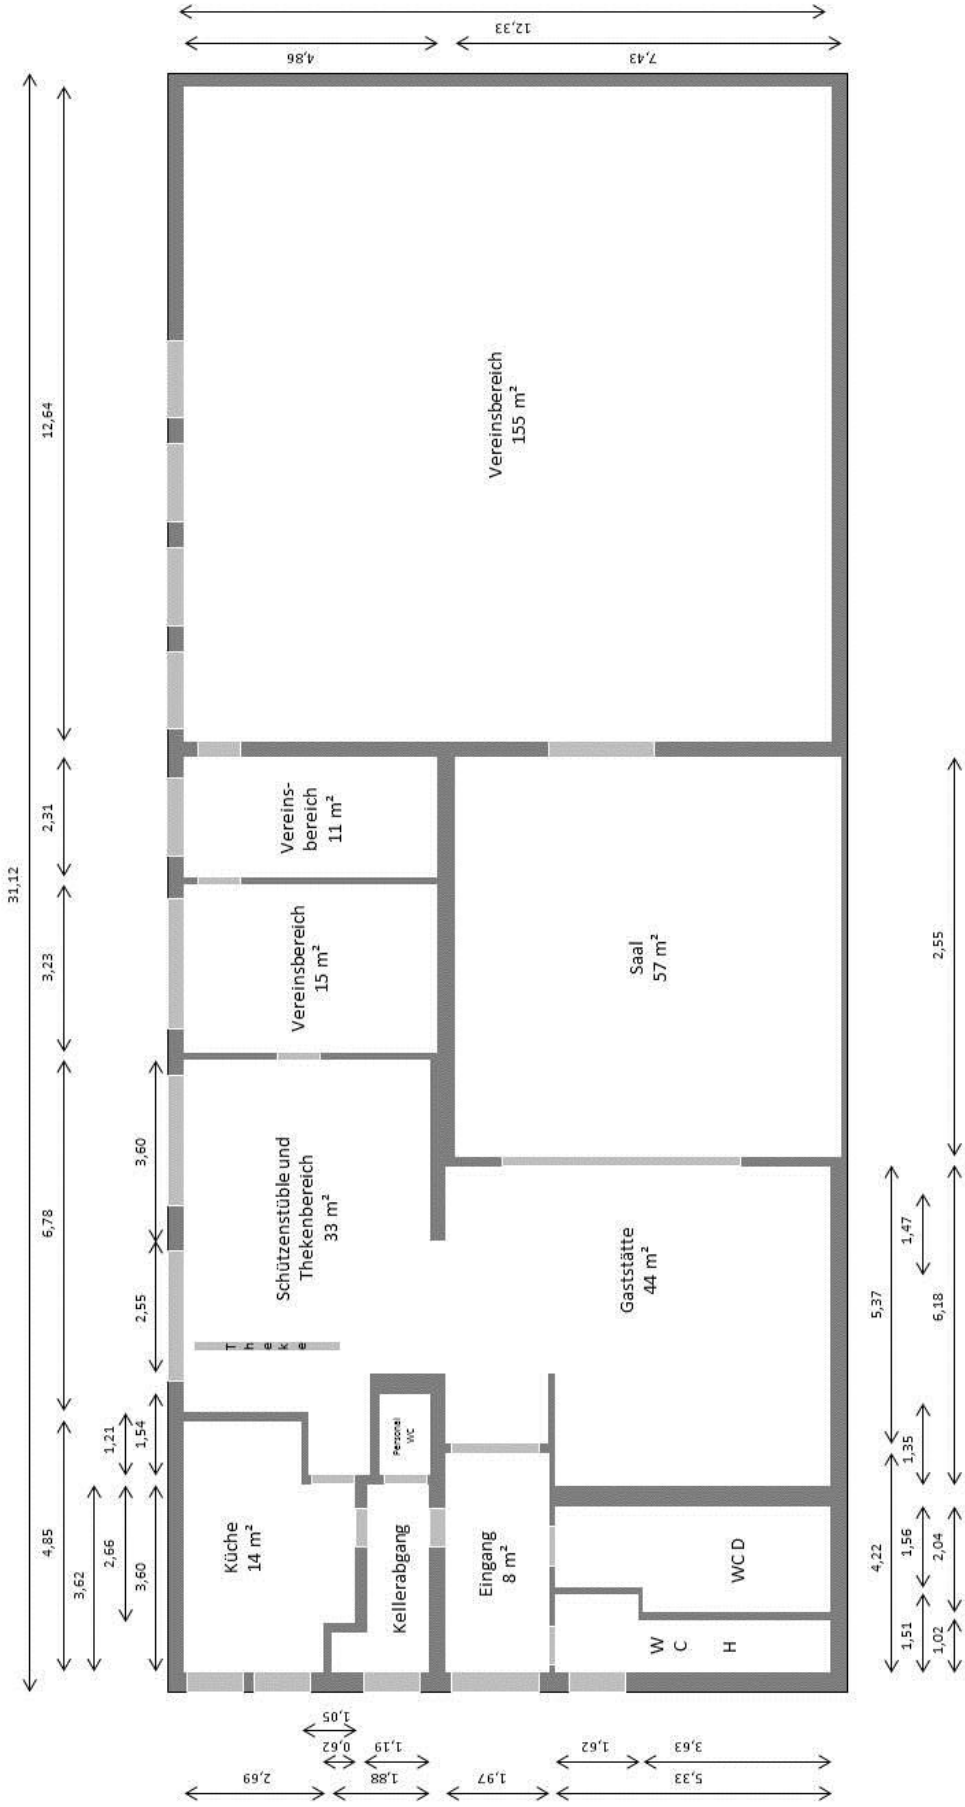 31,12
12,64
2,31
3,23
6,78
4,85
3,60
2,55
1,54
1,21
3,62
2,66
3,60
12,33
4,86
7,43
Vereinsbereich
155 m²
Vereins-
bereich
11 m²
Vereinsbereich
15 m²
Saal
57 m²
Schützenstüble und
Thekenbereich
33 m²
Theke
Gaststätte
44 m²
Personal
WC
Küche
14 m²
Kellerabgang
Eingang
8 m²
WC D
W
C
H
2,55
5,37
1,47
6,18
1,35
4,22
1,56
2,04
1,51
1,02
1,05
0,62
1,19
1,62
3,63
2,69
1,88
1,97
5,33